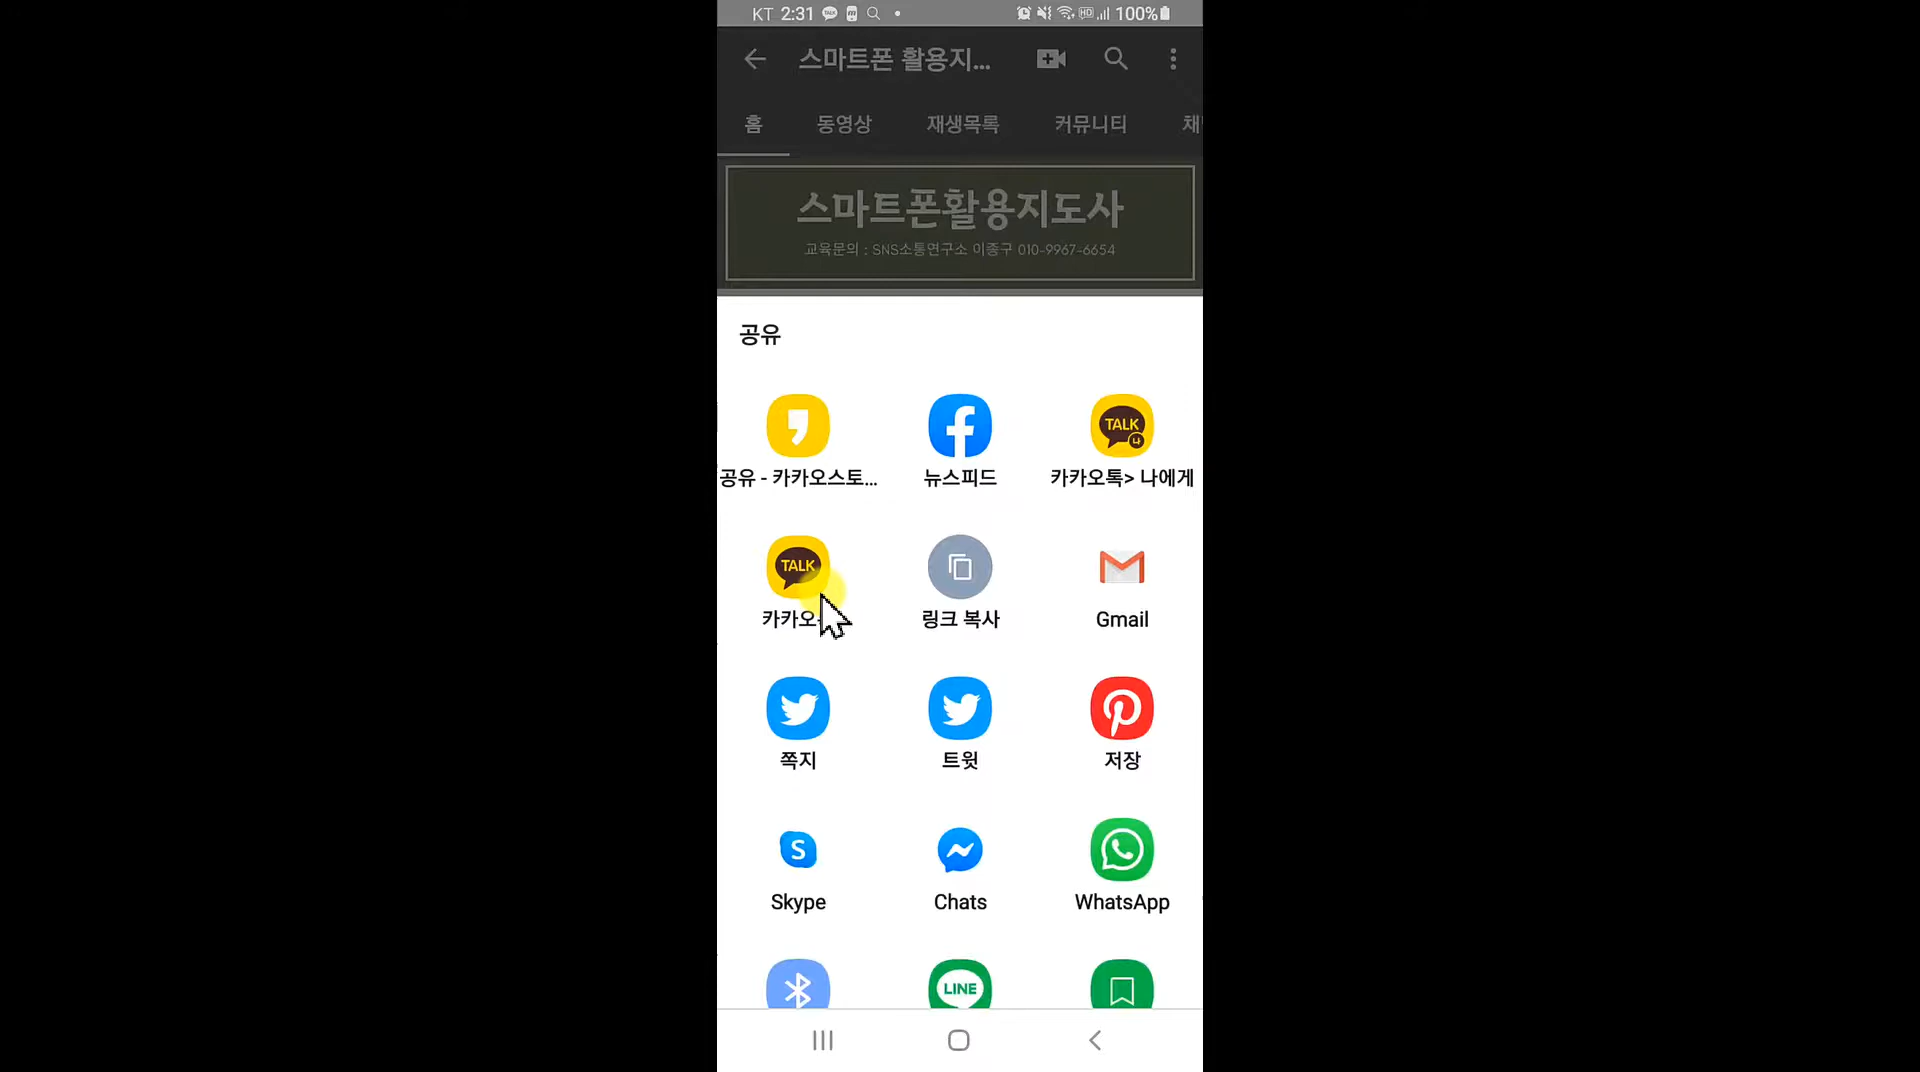 KT 2:31 100%
스마트폰 활용지...
홈 동영상 재생목록 커뮤니티 채
스마트폰활용지도사
교육문의 : SNS소통연구소 이종구 010-9967-6654
공유
TALK
공유 - 카카오스토... 뉴스피드 카카오톡> 나에게
TALK
카카오 링크 복사 Gmail
쪽지 트윗 저장
Skype Chats WhatsApp
LINE